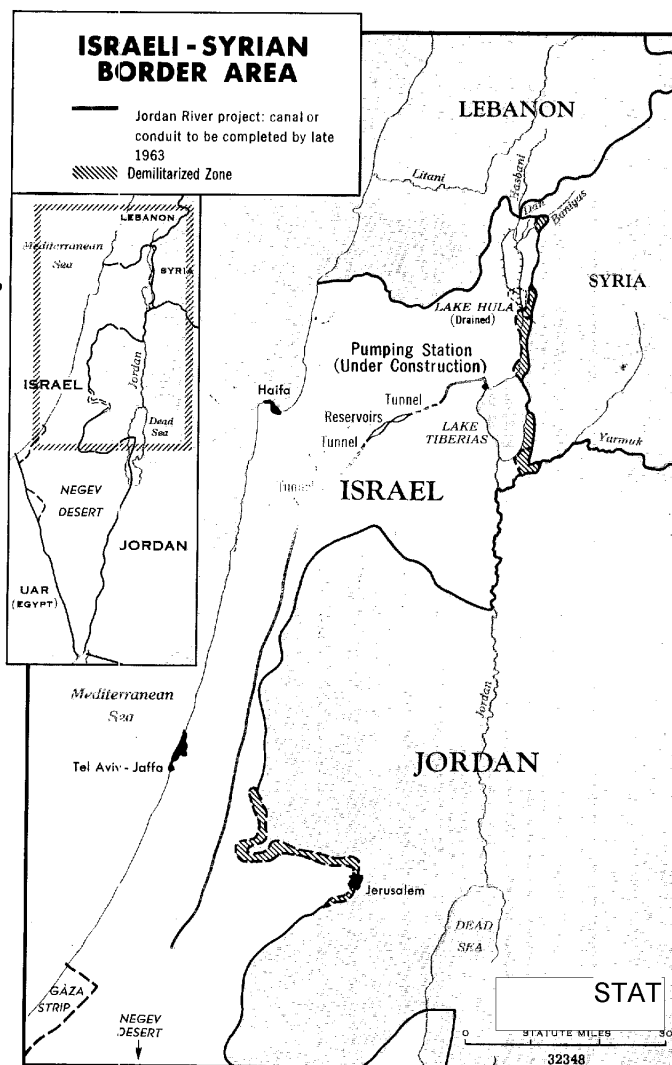 ISRAELI - SYRIAN
BORDER AREA
Jordan River project: canal or
conduit to be completed by late
1963
Demilitarized Zone
LEBANON
Mediterranean
Sea
SYRIA
ISRAEL
Jordan
Dead
Sea
NEGEV
DESERT
JORDAN
UAR
(EGYPT)
LEBANON
Litani
Hasbani
Dan
Baniyas
SYRIA
LAKE HULA
(Drained)
Pumping Station
(Under Construction)
Haifa
Tunnel
Reservoirs
Tunnel
LAKE
TIBERIAS
Yarmuk
Tunnel
ISRAEL
Mediterranean
Sea
Jordan
Tel Aviv - Jaffa
JORDAN
Jerusalem
DEAD
SEA
GAZA
STRIP
NEGEV
DESERT
STAT
0 STATUTE MILES 30
32348